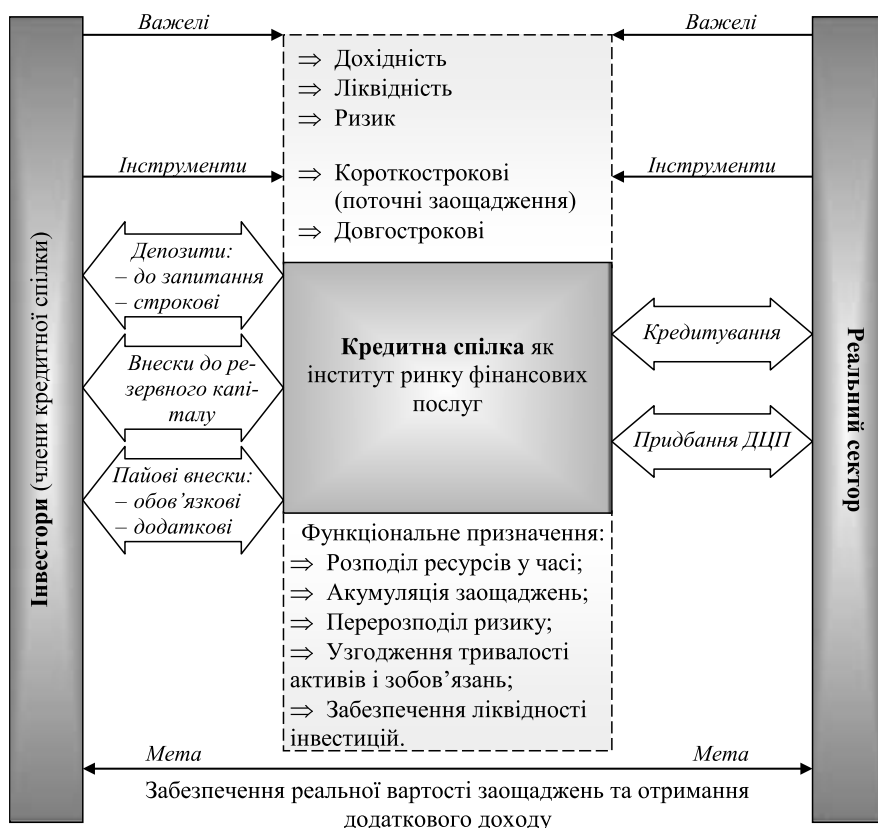 Важелі
Важелі
⇒ Дохідність
⇒ Ліквідність
⇒ Ризик
Інструменти
Інструменти
⇒ Короткострокові
(поточні заощадження)
⇒ Довгострокові
Інвестори (члени кредитної спілки)
Депозити:
– до запитання
– строкові
Внески до ре-
зервного капі-
талу
Пайові внески:
– обов’язкові
– додаткові
Кредитна спілка як
інститут ринку фінансових
послуг
Кредитування
Придбання ДЦП
Реальний сектор
Функціональне призначення:
⇒ Розподіл ресурсів у часі;
⇒ Акумуляція заощаджень;
⇒ Перерозподіл ризику;
⇒ Узгодження тривалості
активів і зобов’язань;
⇒ Забезпечення ліквідності
інвестицій.
Мета
Мета
Забезпечення реальної вартості заощаджень та отримання
додаткового доходу